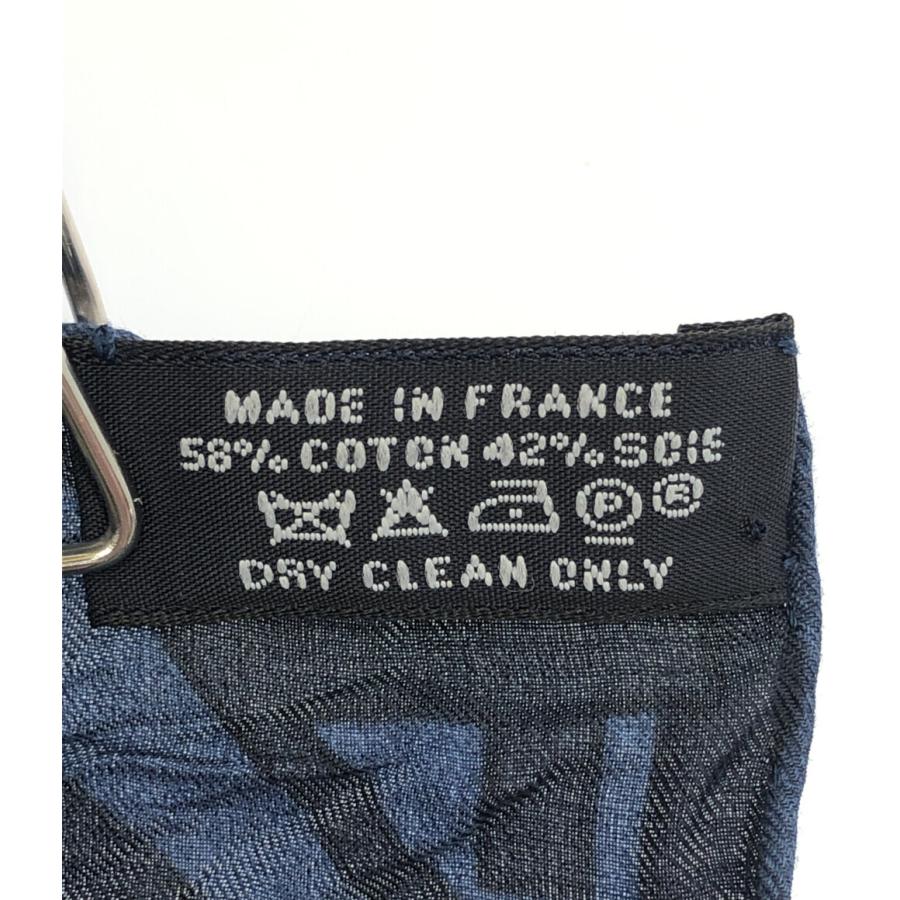 MADE IN FRANCE
58% COTON 42% SOIE
P ®
DRY CLEAN ONLY